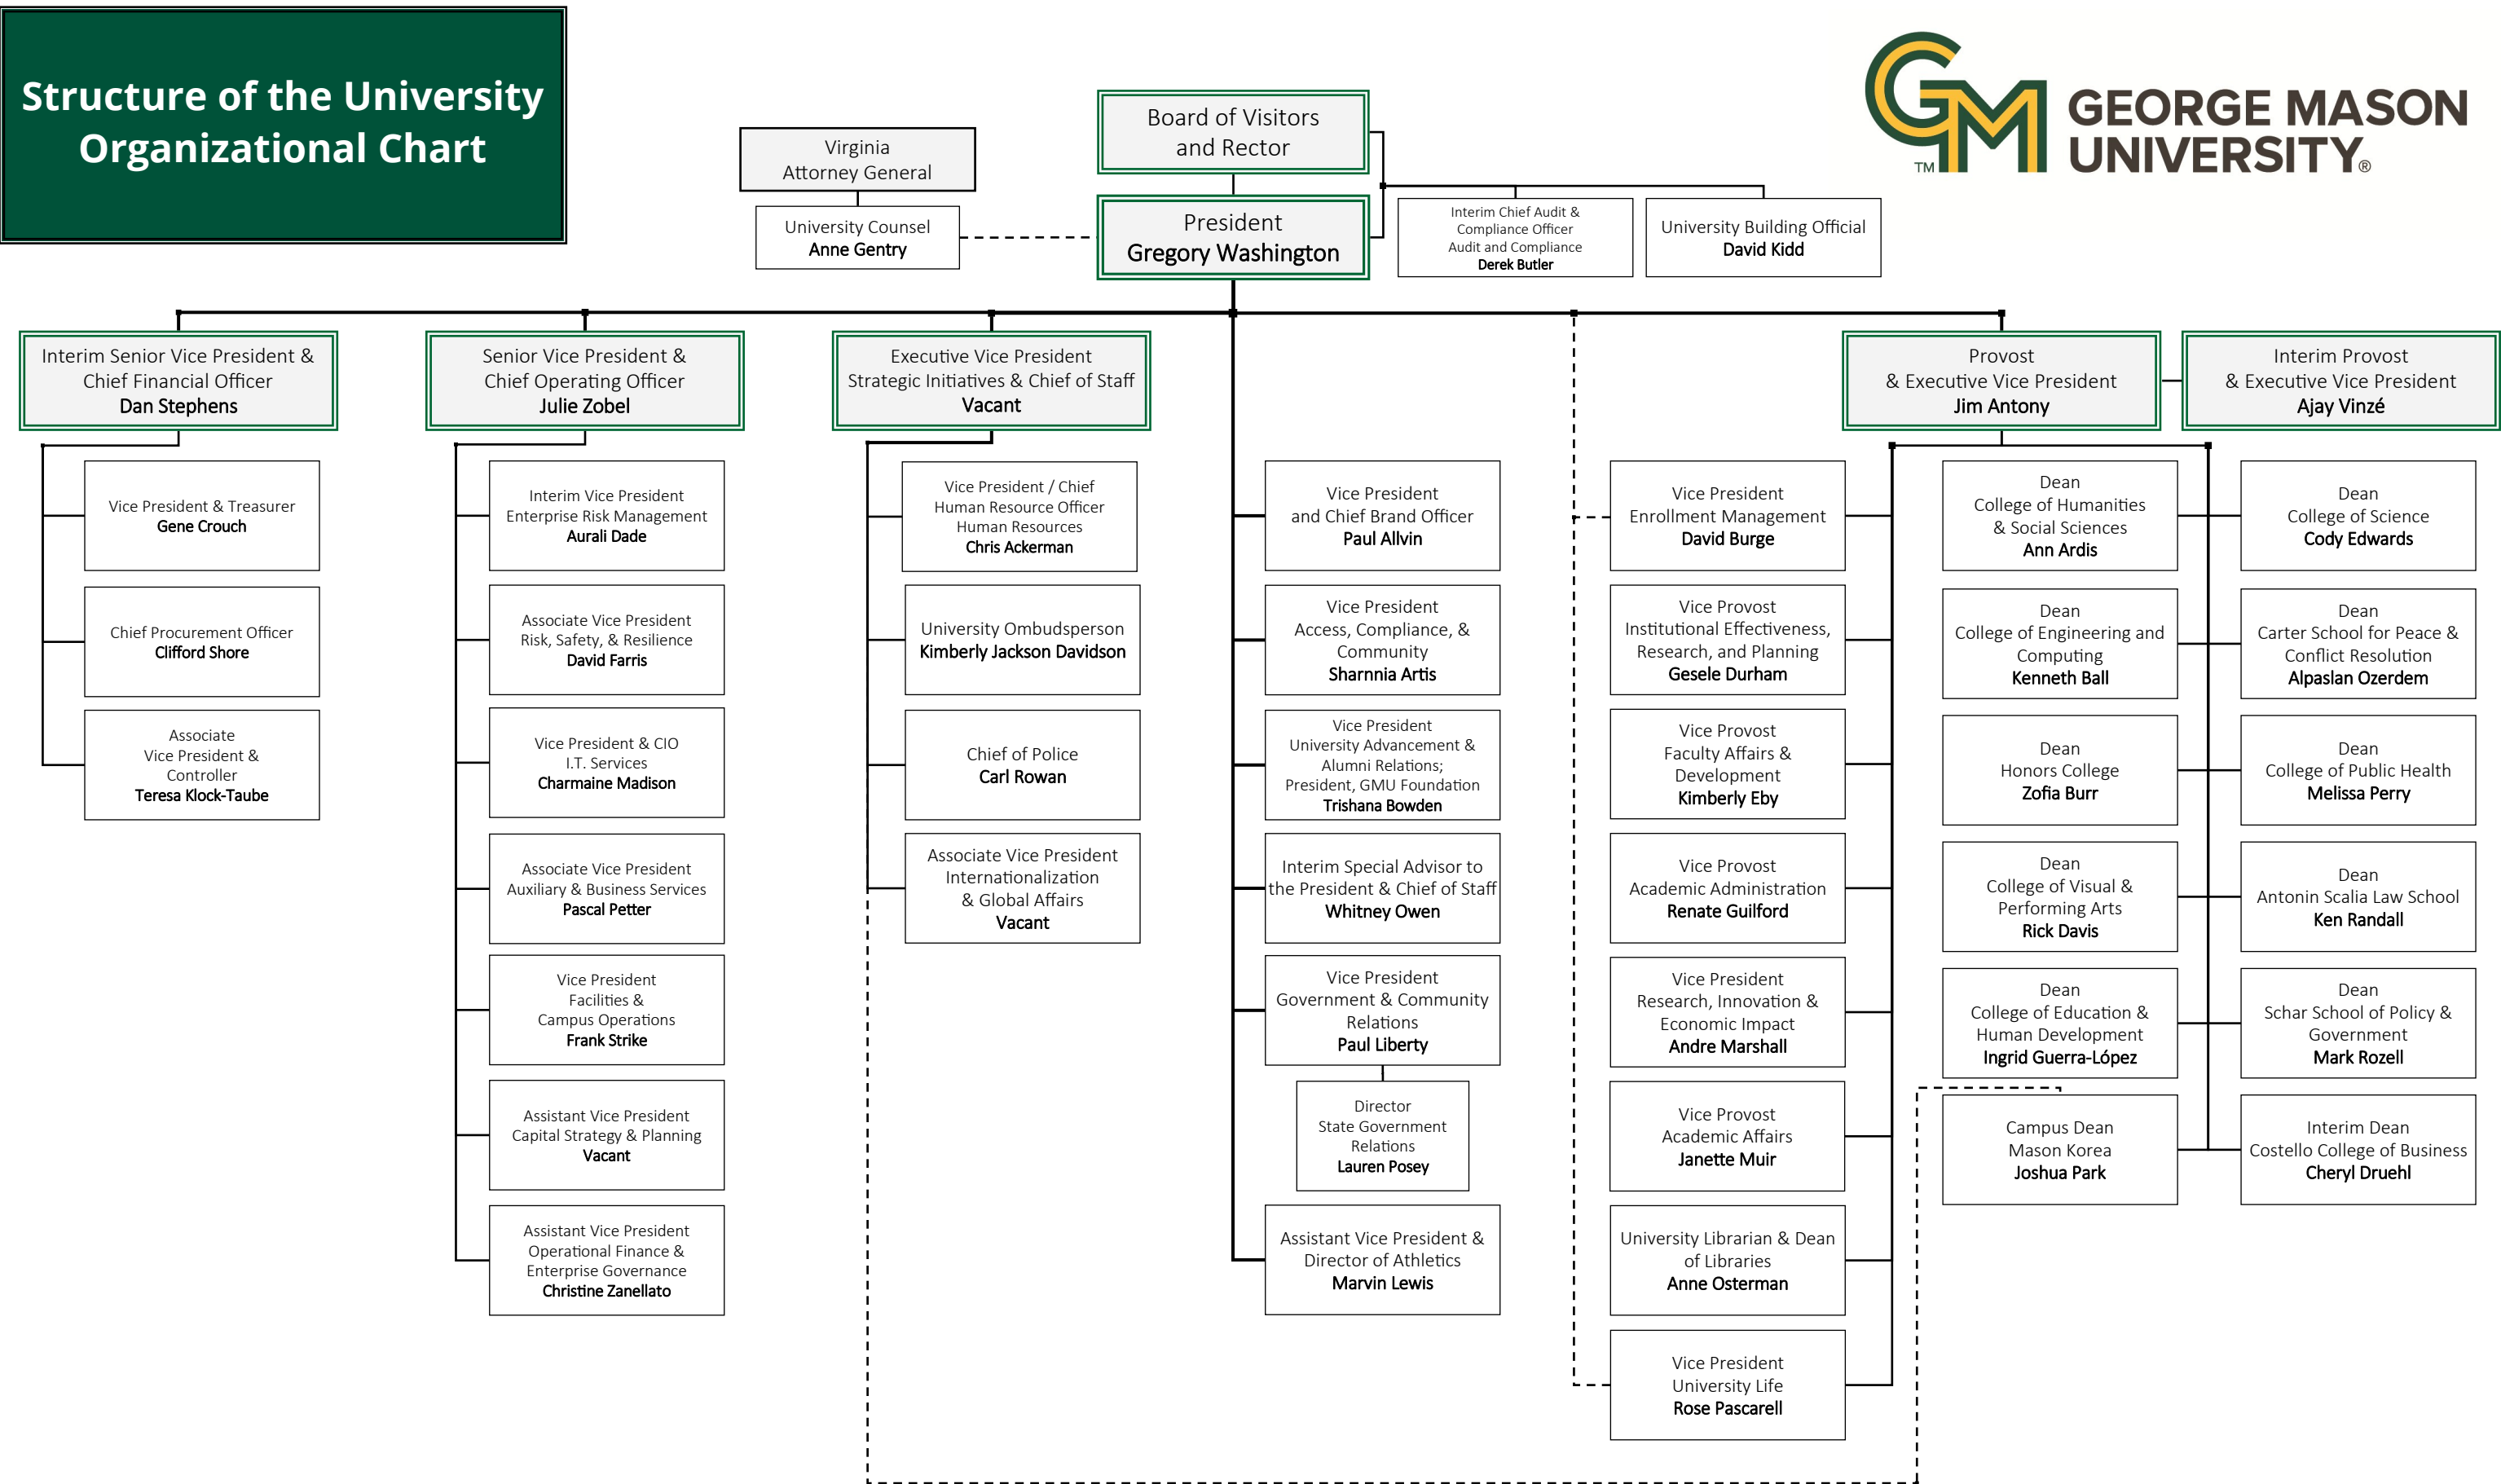 Structure of the University
Organizational Chart
GM
TM
GEORGE MASON
UNIVERSITY®
Board of Visitors
and Rector
Virginia
Attorney General
University Counsel
Anne Gentry
President
Gregory Washington
Interim Chief Audit &
Compliance Officer
Audit and Compliance
Derek Butler
University Building Official
David Kidd
Interim Senior Vice President &
Chief Financial Officer
Dan Stephens
Vice President & Treasurer
Gene Crouch
Chief Procurement Officer
Clifford Shore
Associate
Vice President &
Controller
Teresa Klock-Taube
Senior Vice President &
Chief Operating Officer
Julie Zobel
Interim Vice President
Enterprise Risk Management
Aurali Dade
Associate Vice President
Risk, Safety, & Resilience
David Farris
Vice President & CIO
I.T. Services
Charmaine Madison
Associate Vice President
Auxiliary & Business Services
Pascal Petter
Vice President
Facilities &
Campus Operations
Frank Strike
Assistant Vice President
Capital Strategy & Planning
Vacant
Assistant Vice President
Operational Finance &
Enterprise Governance
Christine Zanellato
Executive Vice President
Strategic Initiatives & Chief of Staff
Vacant
Vice President / Chief
Human Resource Officer
Human Resources
Chris Ackerman
University Ombudsperson
Kimberly Jackson Davidson
Chief of Police
Carl Rowan
Associate Vice President
Internationalization
& Global Affairs
Vacant
Vice President
and Chief Brand Officer
Paul Allvin
Vice President
Access, Compliance, &
Community
Sharnnia Artis
Vice President
University Advancement &
Alumni Relations;
President, GMU Foundation
Trishana Bowden
Interim Special Advisor to
the President & Chief of Staff
Whitney Owen
Vice President
Government & Community
Relations
Paul Liberty
Director
State Government
Relations
Lauren Posey
Assistant Vice President &
Director of Athletics
Marvin Lewis
Provost
& Executive Vice President
Jim Antony
Interim Provost
& Executive Vice President
Ajay Vinzé
Vice President
Enrollment Management
David Burge
Vice Provost
Institutional Effectiveness,
Research, and Planning
Gesele Durham
Vice Provost
Faculty Affairs &
Development
Kimberly Eby
Vice Provost
Academic Administration
Renate Guilford
Vice President
Research, Innovation &
Economic Impact
Andre Marshall
Vice Provost
Academic Affairs
Janette Muir
University Librarian & Dean
of Libraries
Anne Osterman
Vice President
University Life
Rose Pascarell
Dean
College of Humanities
& Social Sciences
Ann Ardis
Dean
College of Engineering and
Computing
Kenneth Ball
Dean
Honors College
Zofia Burr
Dean
College of Visual &
Performing Arts
Rick Davis
Dean
College of Education &
Human Development
Ingrid Guerra-López
Campus Dean
Mason Korea
Joshua Park
Dean
College of Science
Cody Edwards
Dean
Carter School for Peace &
Conflict Resolution
Alpaslan Ozerdem
Dean
College of Public Health
Melissa Perry
Dean
Antonin Scalia Law School
Ken Randall
Dean
Schar School of Policy &
Government
Mark Rozell
Interim Dean
Costello College of Business
Cheryl Druehl